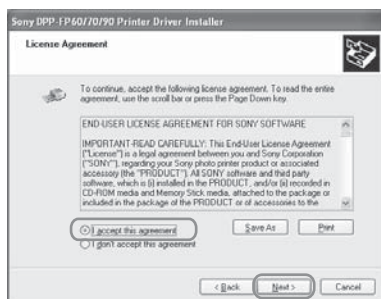 Sony DPP-FP60/70/90 Printer Driver Installer
License Agreement
To continue, accept the following license agreement. To read the entire
agreement, use the scroll bar or press the Page Down key.
END-USER LICENSE AGREEMENT FOR SONY SOFTWARE
IMPORTANT-READ CAREFULLY: This End-User License Agreement
("License") is a legal agreement between you and Sony Corporation
("SONY"), regarding your Sony photo printer product or associated
accessory (the "PRODUCT"). All SONY software and third party
software, which is (i) installed in the PRODUCT, and/or (ii) recorded in
CD-ROM media and Memory Stick media, attached to the package or
included in the package of the PRODUCT or of accessories to the
I accept this agreement
I don't accept this agreement
Save As
Print
< Back
Next >
Cancel